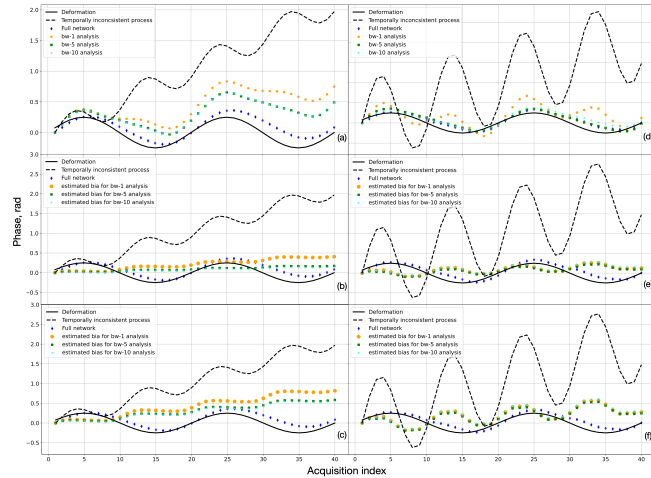 Deformation
Temporally inconsistent process
Full network
bw-1 analysis
bw-5 analysis
bw-10 analysis
2.0
1.5
1.0
0.5
0.0
(a)
3.0
Deformation
Temporally inconsistent process
Full network
estimated bia for bw-1 analysis
estimated bias for bw-5 analysis
estimated bias for bw-10 analysis
2.5
2.0
1.5
1.0
0.5
0.0
−0.5
(b)
Phase, rad
3.0
Deformation
Temporally inconsistent process
Full network
estimated bia for bw-1 analysis
estimated bias for bw-5 analysis
estimated bias for bw-10 analysis
2.5
2.0
1.5
1.0
0.5
0.0
−0.5
(c)
0 5 10 15 20 25 30 35 40
Deformation
Temporally inconsistent process
Full network
bw-1 analysis
bw-5 analysis
bw-10 analysis
(d)
Deformation
Temporally inconsistent process
Full network
estimated bia for bw-1 analysis
estimated bias for bw-5 analysis
estimated bias for bw-10 analysis
(e)
Deformation
Temporally inconsistent process
Full network
estimated bia for bw-1 analysis
estimated bias for bw-5 analysis
estimated bias for bw-10 analysis
(f)
0 5 10 15 20 25 30 35 40
Acquisition index